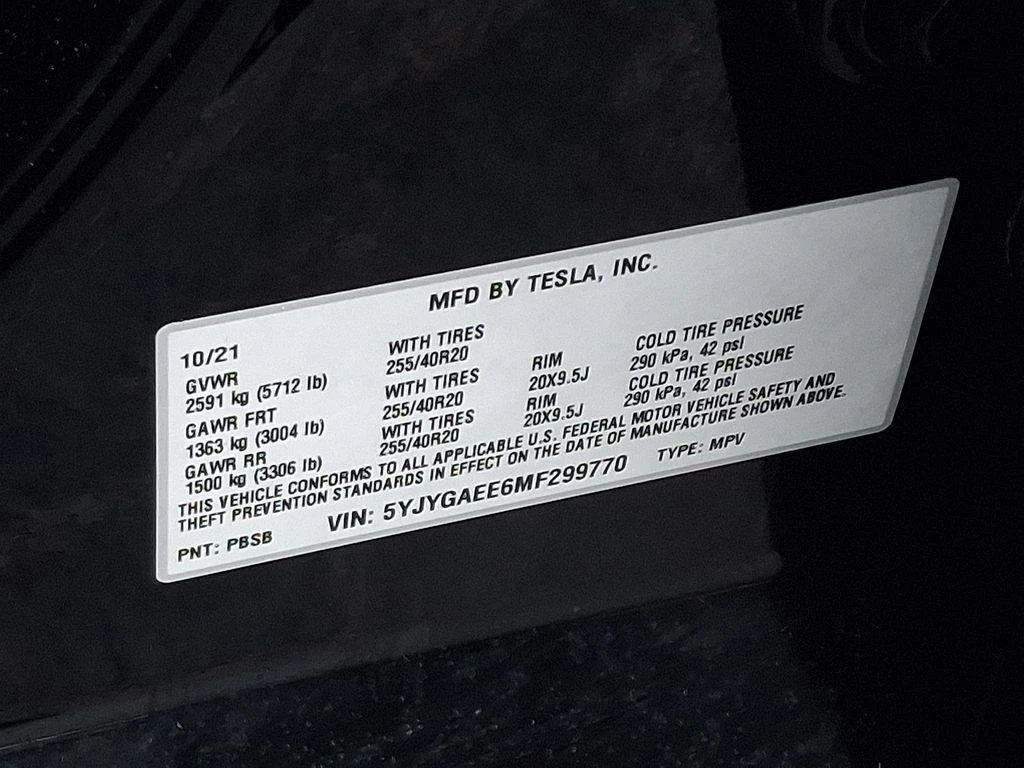 MFD BY TESLA, INC.
10/21
GVWR
2591 kg (5712 lb)
WITH TIRES
255/40R20
GAWR FRT
1363 kg (3004 lb)
WITH TIRES
255/40R20
RIM
20X9.5J
COLD TIRE PRESSURE
290 kPa, 42 psi
GAWR RR
1500 kg (3306 lb)
WITH TIRES
255/40R20
RIM
20X9.5J
COLD TIRE PRESSURE
290 kPa, 42 psi
THIS VEHICLE CONFORMS TO ALL APPLICABLE U.S. FEDERAL MOTOR VEHICLE SAFETY AND
THEFT PREVENTION STANDARDS IN EFFECT ON THE DATE OF MANUFACTURE SHOWN ABOVE.
PNT: PBSB
VIN: 5YJYGAEE6MF299770
TYPE: MPV